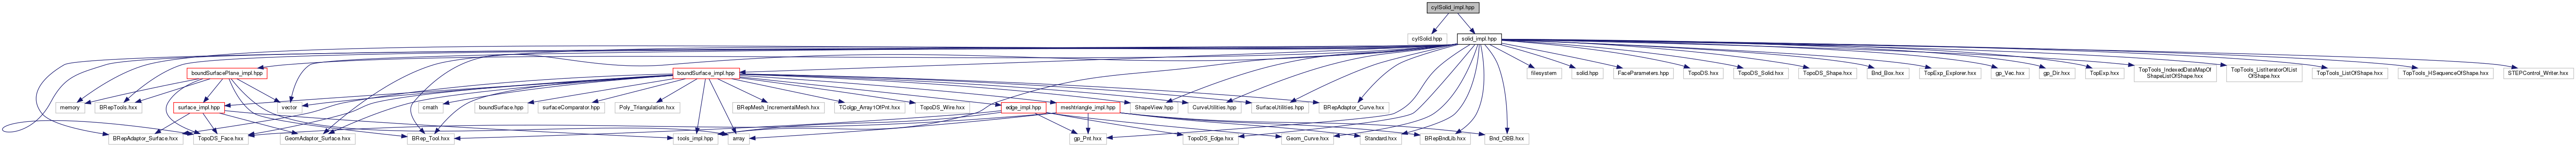 cylSolid_impl.hpp
cylSolid.hpp
solid_impl.hpp
boundSurfacePlane_impl.hpp
boundSurface_impl.hpp
filesystem
solid.hpp
FaceParameters.hpp
TopoDS.hxx
TopoDS_Solid.hxx
TopoDS_Shape.hxx
Bnd_Box.hxx
TopExp_Explorer.hxx
gp_Vec.hxx
gp_Dir.hxx
TopExp.hxx
TopTools_IndexedDataMapOf
ShapeListOfShape.hxx
TopTools_ListIteratorOfList
OfShape.hxx
TopTools_ListOfShape.hxx
TopTools_HSequenceOfShape.hxx
STEPControl_Writer.hxx
memory
BRepTools.hxx
surface_impl.hpp
vector
cmath
boundSurface.hpp
surfaceComparator.hpp
Poly_Triangulation.hxx
BRepMesh_IncrementalMesh.hxx
TColgp_Array1OfPnt.hxx
TopoDS_Wire.hxx
edge_impl.hpp
meshtriangle_impl.hpp
ShapeView.hpp
CurveUtilities.hpp
SurfaceUtilities.hpp
BRepAdaptor_Curve.hxx
BRepAdaptor_Surface.hxx
TopoDS_Face.hxx
GeomAdaptor_Surface.hxx
BRep_Tool.hxx
tools_impl.hpp
array
gp_Pnt.hxx
TopoDS_Edge.hxx
Geom_Curve.hxx
Standard.hxx
BRepBndLib.hxx
Bnd_OBB.hxx